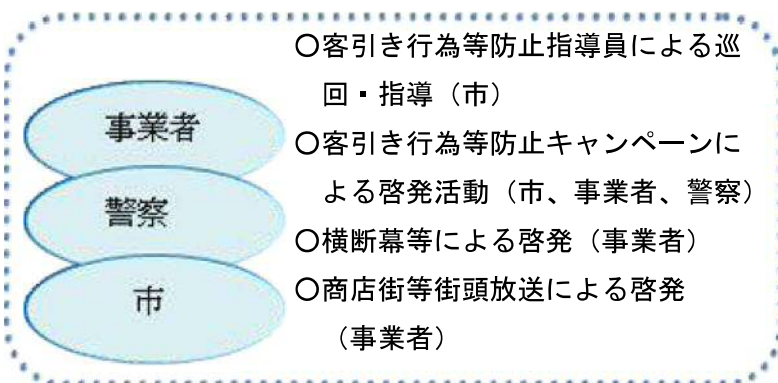 事業者
警察
市
〇客引き行為等防止指導員による巡
回・指導（市）
〇客引き行為等防止キャンペーンに
よる啓発活動（市、事業者、警察）
〇横断幕等による啓発（事業者）
〇商店街等街頭放送による啓発
（事業者）